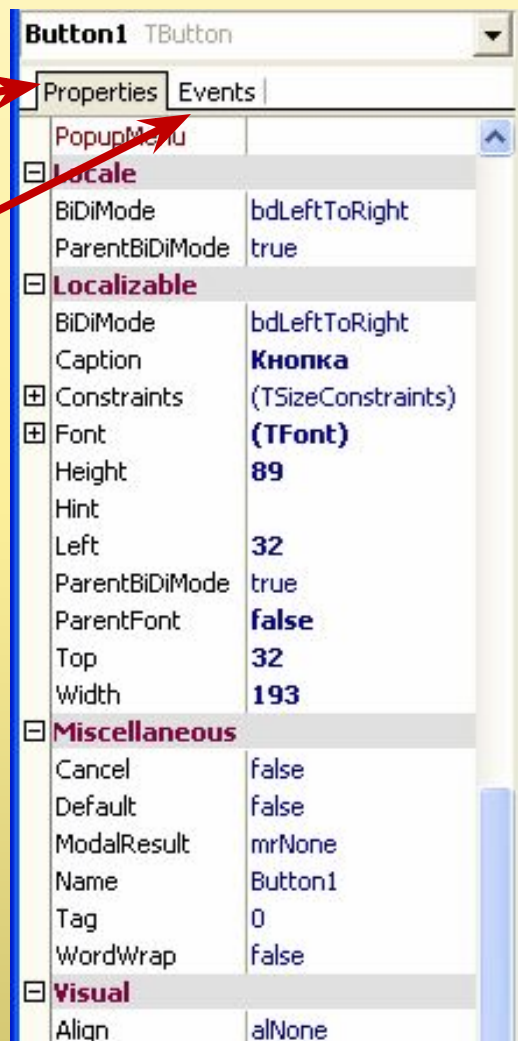 Button1 TButton
Properties Events
PopupMenu
Locale
BiDiMode bdLeftToRight
ParentBiDiMode true
Localizable
BiDiMode bdLeftToRight
Caption Кнопка
Constraints (TSizeConstraints)
Font (TFont)
Height 89
Hint
Left 32
ParentBiDiMode true
ParentFont false
Top 32
Width 193
Miscellaneous
Cancel false
Default false
ModalResult mrNone
Name Button1
Tag 0
WordWrap false
Visual
Align alNone